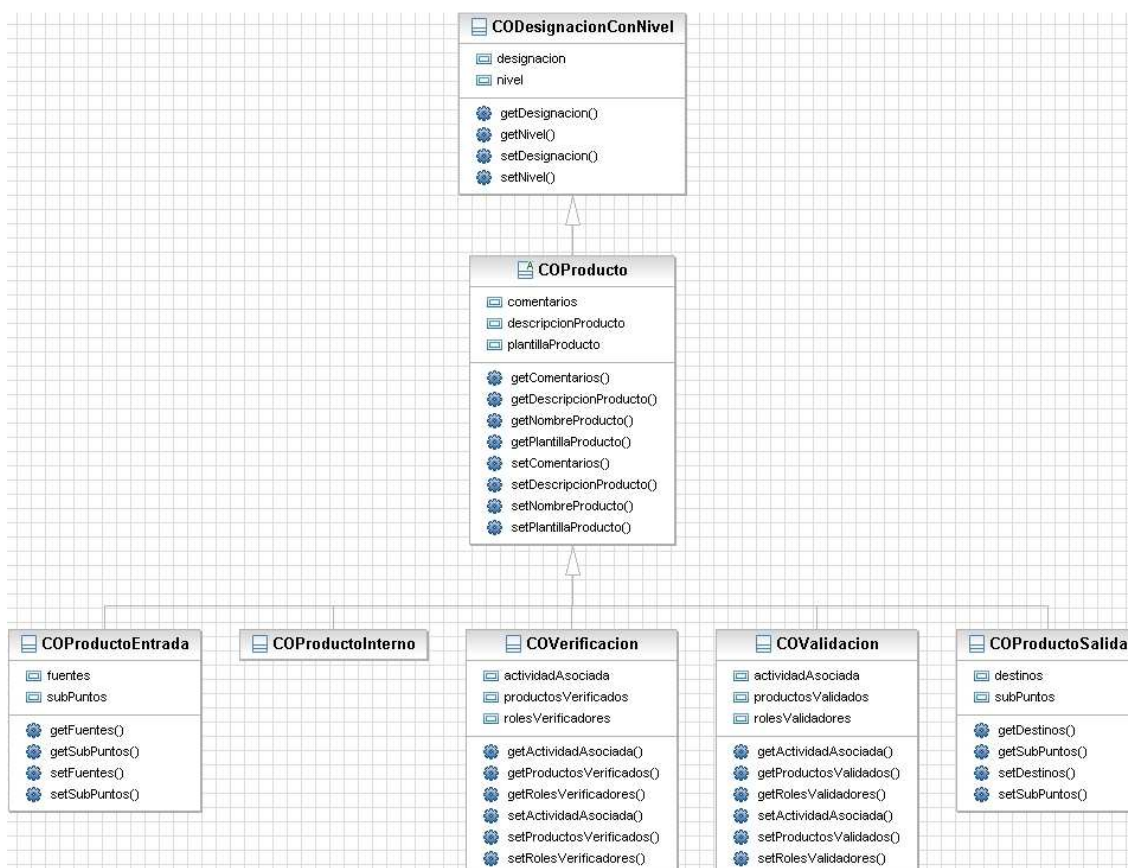 CODesignacionConNivel
designacion
nivel
getDesignacion()
getNivel()
setDesignacion()
setNivel()
COProducto
comentarios
descripcionProducto
plantillaProducto
getComentarios()
getDescripcionProducto()
getNombreProducto()
getPlantillaProducto()
setComentarios()
setDescripcionProducto()
setNombreProducto()
setPlantillaProducto()
COProductoEntrada
fuentes
subPuntos
getFuentes()
getSubPuntos()
setFuentes()
setSubPuntos()
COProductoInterno
COVerificacion
actividadAsociada
productosVerificados
rolesVerificadores
getActividadAsociada()
getProductosVerificados()
getRolesVerificadores()
setActividadAsociada()
setProductosVerificados()
setRolesVerificadores()
COValidacion
actividadAsociada
productosValidados
rolesValidadores
getActividadAsociada()
getProductosValidados()
getRolesValidadores()
setActividadAsociada()
setProductosValidados()
setRolesValidadores()
COProductoSalida
destinos
subPuntos
getDestinos()
getSubPuntos()
setDestinos()
setSubPuntos()